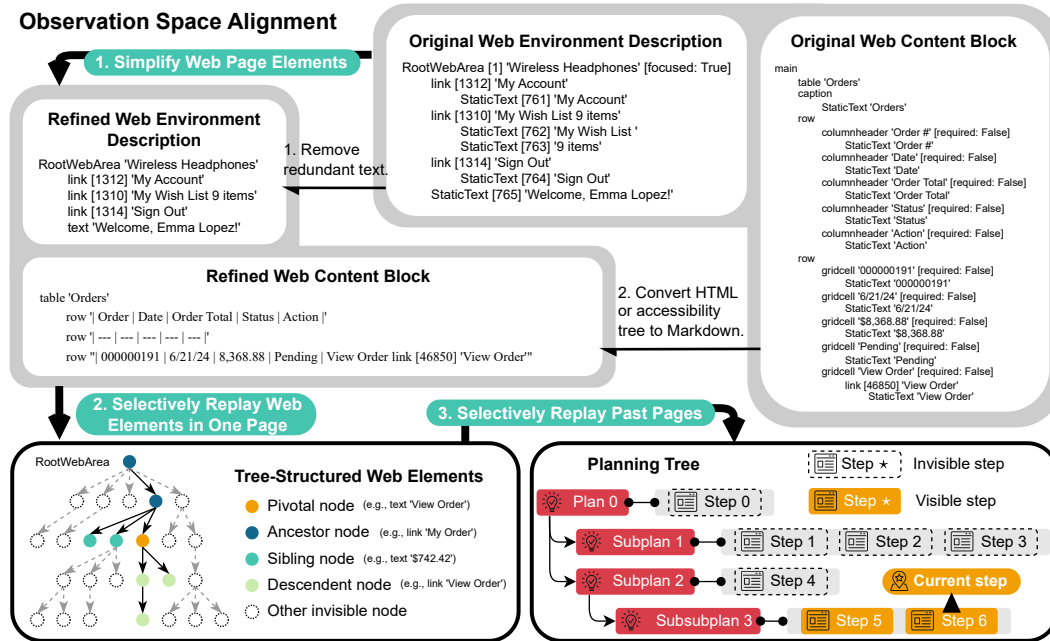 Observation Space Alignment
1. Simplify Web Page Elements
Original Web Environment Description
RootWebArea [1] 'Wireless Headphones' [focused: True]
link [1312] 'My Account'
StaticText [761] 'My Account'
link [1310] 'My Wish List 9 items'
StaticText [762] 'My Wish List '
StaticText [763] '9 items'
link [1314] 'Sign Out'
StaticText [764] 'Sign Out'
StaticText [765] 'Welcome, Emma Lopez!'
Original Web Content Block
main
table 'Orders'
caption
StaticText 'Orders'
row
columnheader 'Order #' [required: False]
StaticText 'Order #'
columnheader 'Date' [required: False]
StaticText 'Date'
columnheader 'Order Total' [required: False]
StaticText 'Order Total'
columnheader 'Status' [required: False]
StaticText 'Status'
columnheader 'Action' [required: False]
StaticText 'Action'
row
gridcell '000000191' [required: False]
StaticText '000000191'
gridcell '6/21/24' [required: False]
StaticText '6/21/24'
gridcell '$8,368.88' [required: False]
StaticText '$8,368.88'
gridcell 'Pending' [required: False]
StaticText 'Pending'
gridcell 'View Order' [required: False]
link [46850] 'View Order'
StaticText 'View Order'
Refined Web Environment
Description
RootWebArea 'Wireless Headphones'
link [1312] 'My Account'
link [1310] 'My Wish List 9 items'
link [1314] 'Sign Out'
text 'Welcome, Emma Lopez!'
1. Remove
redundant text.
Refined Web Content Block
table 'Orders'
row '| Order | Date | Order Total | Status | Action |'
row '| --- | --- | --- | --- | --- |'
row "| 000000191 | 6/21/24 | 8,368.88 | Pending | View Order link [46850] 'View Order'"
2. Convert HTML
or accessibility
tree to Markdown.
2. Selectively Replay Web
Elements in One Page
3. Selectively Replay Past Pages
RootWebArea
Tree-Structured Web Elements
Pivotal node (e.g., text 'View Order')
Ancestor node (e.g., link 'My Order')
Sibling node (e.g., text '$742.42')
Descendent node (e.g., link 'View Order')
Other invisible node
Planning Tree
Step ⋆ Invisible step
Step ⋆ Visible step
Plan 0 Step 0
Subplan 1 Step 1 Step 2 Step 3
Subplan 2 Step 4
Current step
Subsubplan 3 Step 5 Step 6